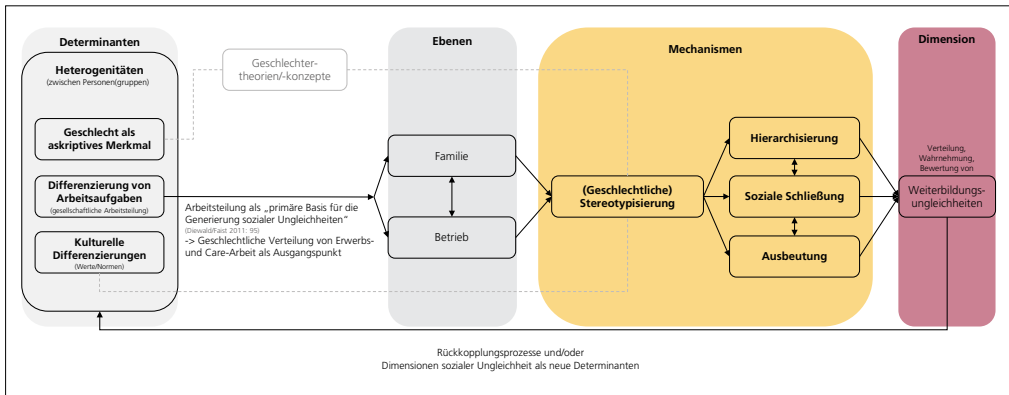 Determinanten
Heterogenitäten
(zwischen Personen(gruppen)
Geschlecht als
askriptives Merkmal
Differenzierung von
Arbeitsaufgaben
(gesellschaftliche Arbeitsteilung)
Kulturelle
Differenzierungen
(Werte/Normen)
Geschlechter-
theorien/-konzepte
Arbeitsteilung als „primäre Basis für die
Generierung sozialer Ungleichheiten“
(Diewald/Faist 2011: 95)
-> Geschlechtliche Verteilung von Erwerbs-
und Care-Arbeit als Ausgangspunkt
Ebenen
Familie
Betrieb
Mechanismen
(Geschlechtliche)
Stereotypisierung
Hierarchisierung
Soziale Schließung
Ausbeutung
Dimension
Verteilung,
Wahrnehmung,
Bewertung von
Weiterbildungs-
ungleichheiten
Rückkopplungsprozesse und/oder
Dimensionen sozialer Ungleichheit als neue Determinanten